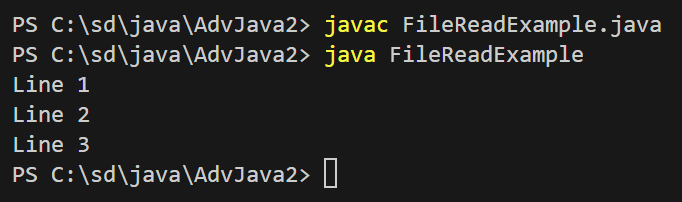 PS C:\sd\java\AdvJava2> javac FileReadExample.java
PS C:\sd\java\AdvJava2> java FileReadExample
Line 1
Line 2
Line 3
PS C:\sd\java\AdvJava2>